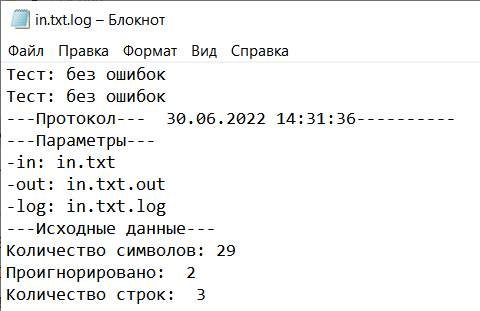 in.txt.log – Блокнот
Файл Правка Формат Вид Справка
Тест: без ошибок
Тест: без ошибок
---Протокол---  30.06.2022 14:31:36----------
---Параметры---
-in: in.txt
-out: in.txt.out
-log: in.txt.log
---Исходные данные---
Количество символов: 29
Проигнорировано:  2
Количество строк:  3